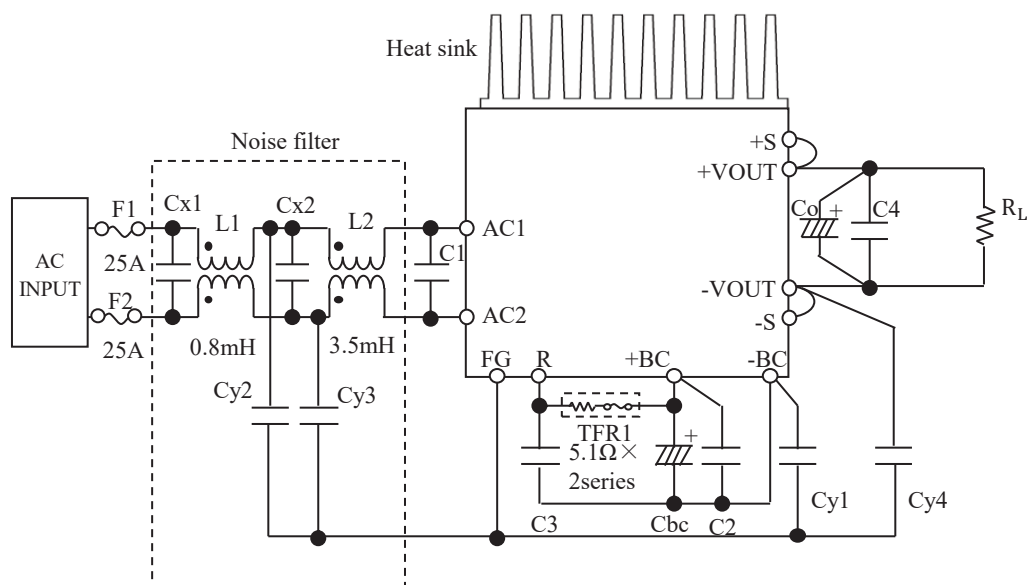 Heat sink
Noise filter
+S
+VOUT
F1
Cx1
L1
Cx2
L2
C1
AC1
Co
+
C4
R_L
AC
INPUT
25A
F2
-VOUT
AC2
-S
25A
0.8mH
3.5mH
FG
R
+BC
-BC
Cy2
Cy3
TFR1
5.1Ω×
2series
+
C3
Cbc
C2
Cy1
Cy4